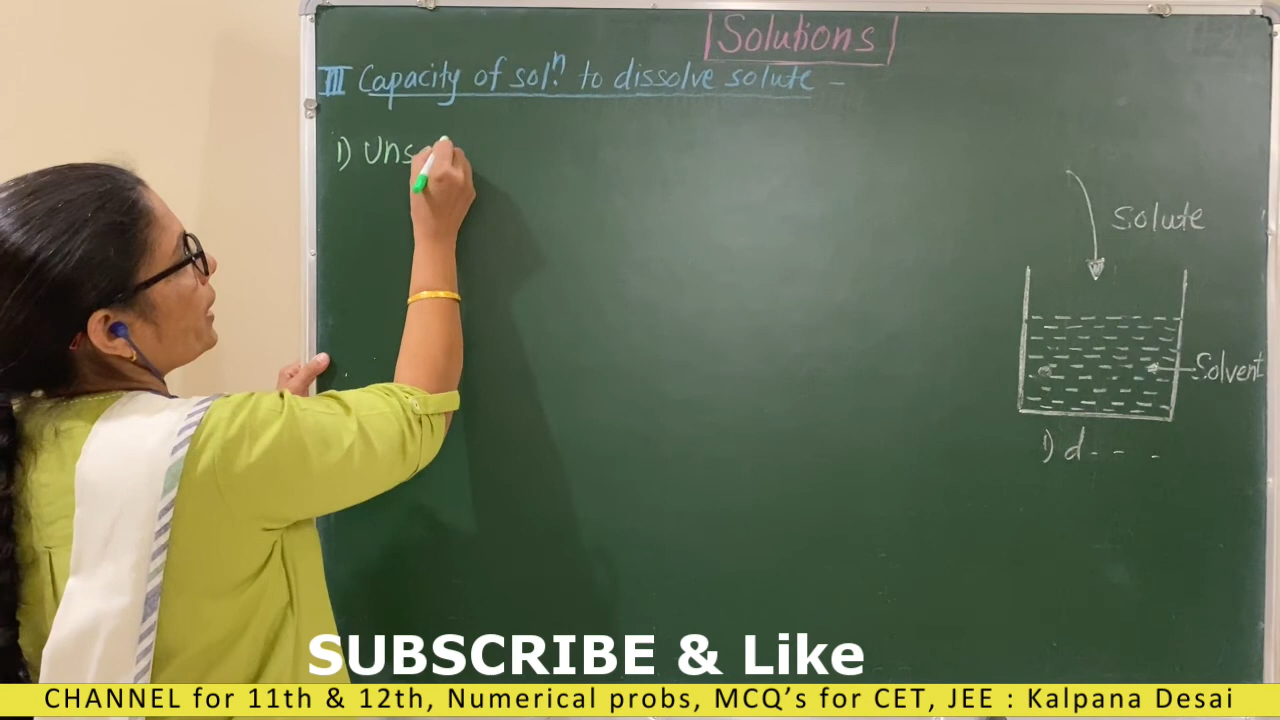 Solutions
III Capacity of solⁿ. to dissolve solute -
1) Uns
Solute
Solvent
1) d - - -
SUBSCRIBE & Like
CHANNEL for 11th & 12th, Numerical probs, MCQ's for CET, JEE : Kalpana Desai